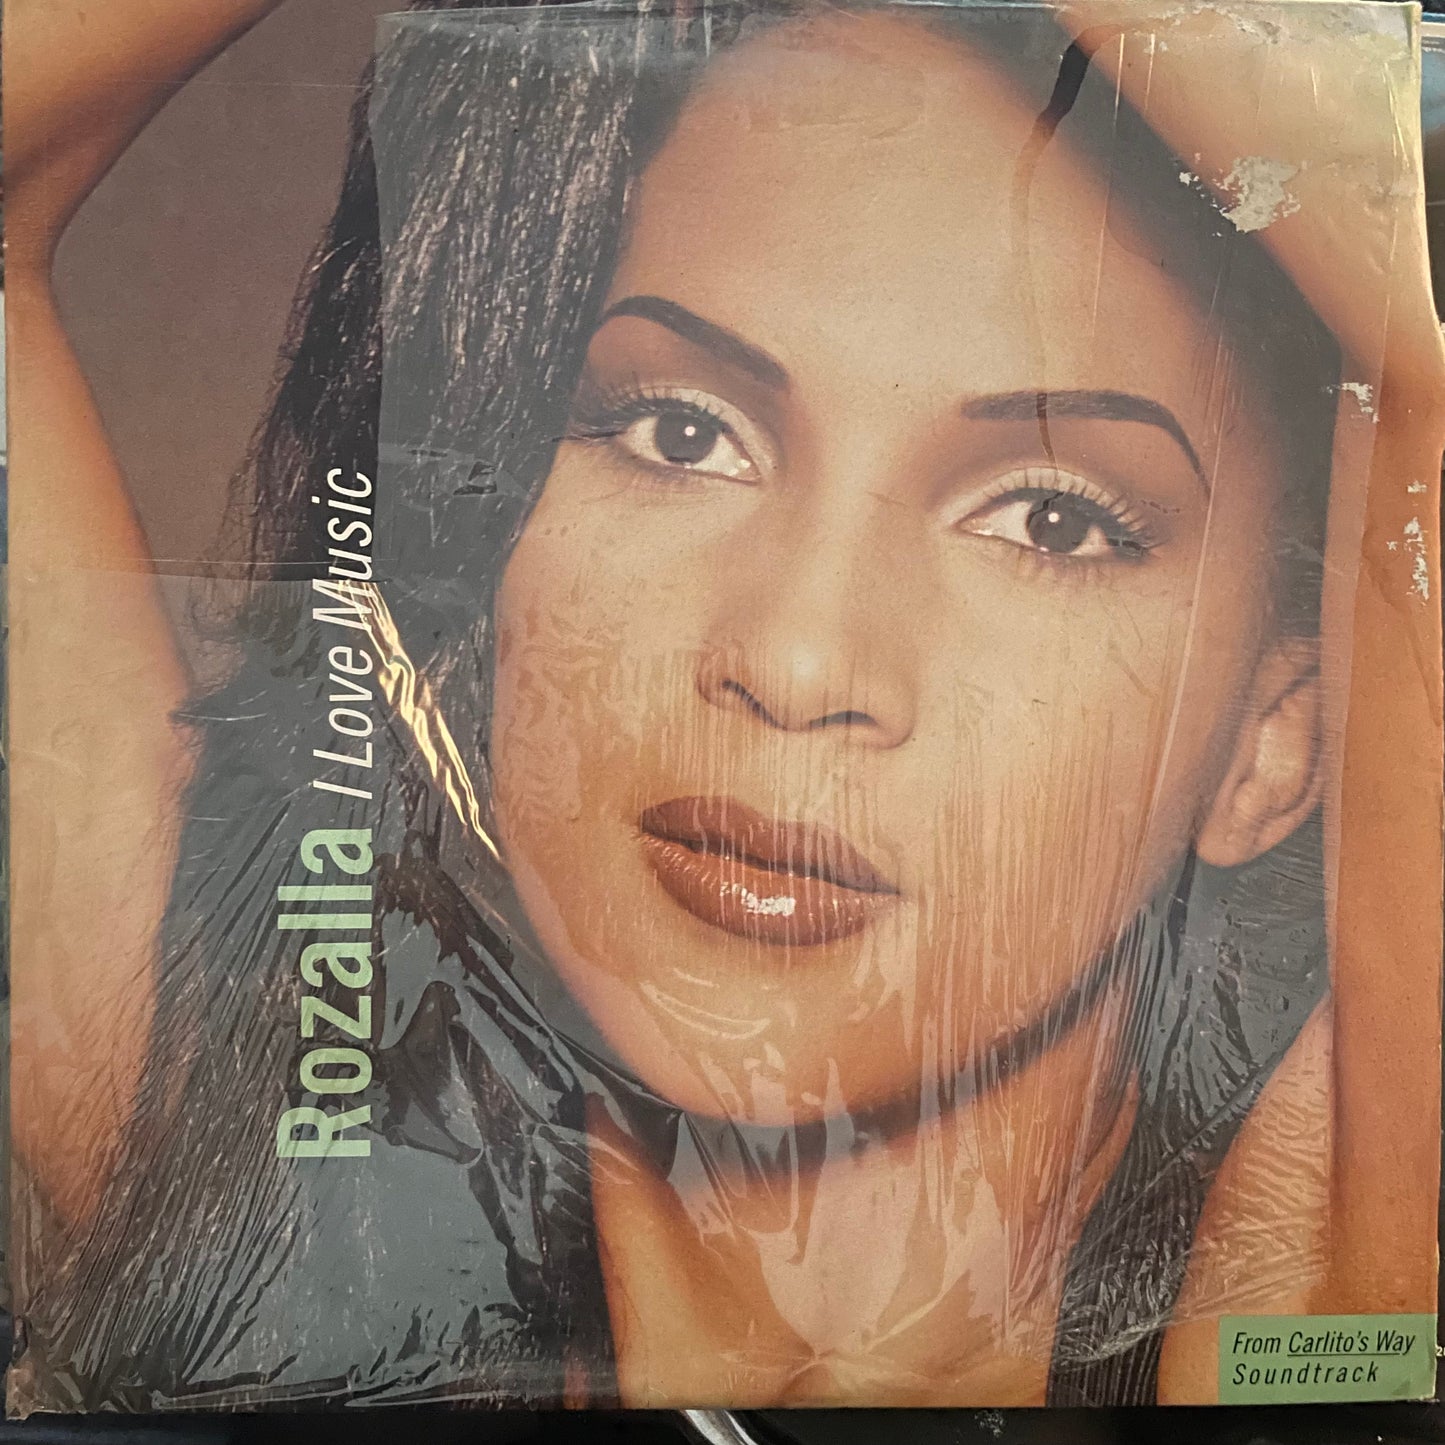 Rozalla I Love Music
From Carlito's Way
Soundtrack